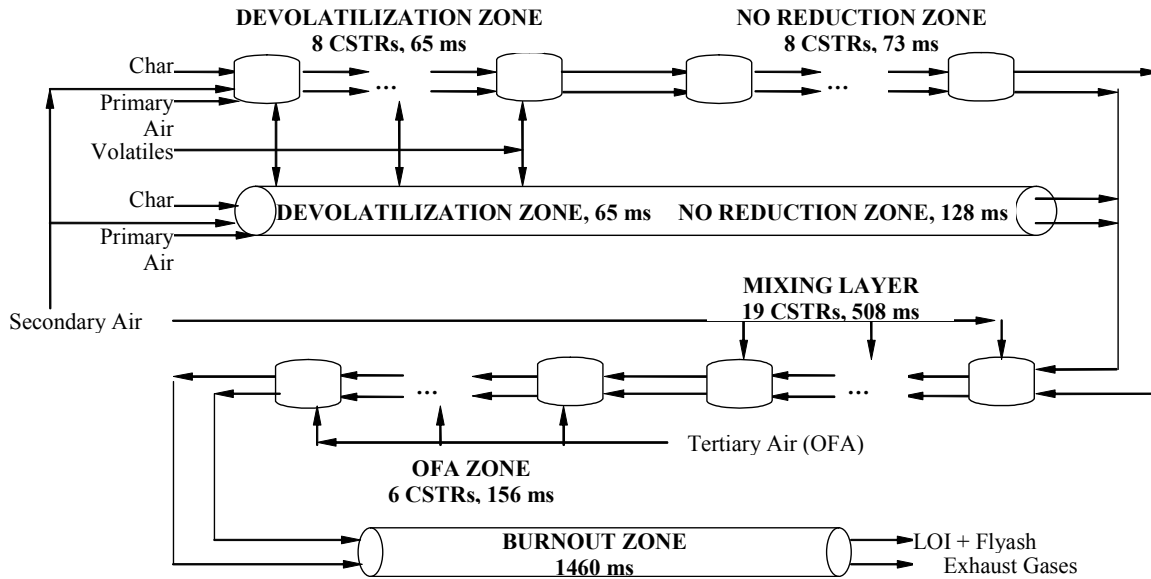 DEVOLATILIZATION ZONE
8 CSTRs, 65 ms
NO REDUCTION ZONE
8 CSTRs, 73 ms
Char
...
...
Primary
Air
Volatiles
Char
DEVOLATILIZATION ZONE, 65 ms
NO REDUCTION ZONE, 128 ms
Primary
Air
MIXING LAYER
19 CSTRs, 508 ms
Secondary Air
...
...
Tertiary Air (OFA)
OFA ZONE
6 CSTRs, 156 ms
BURNOUT ZONE
1460 ms
LOI + Flyash
Exhaust Gases